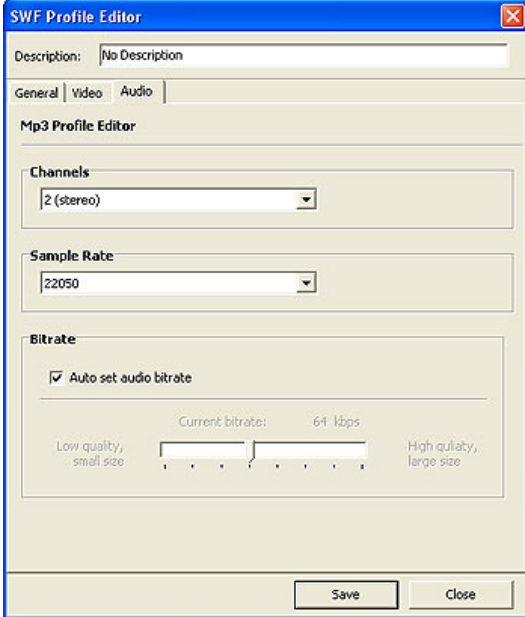 SWF Profile Editor
Description: No Description
General Video Audio
Mp3 Profile Editor
Channels
2 (stereo)
Sample Rate
22050
Bitrate
Auto set audio bitrate
Current bitrate: 64 kbps
Low quality, High quliaty,
small size large size
Save Close